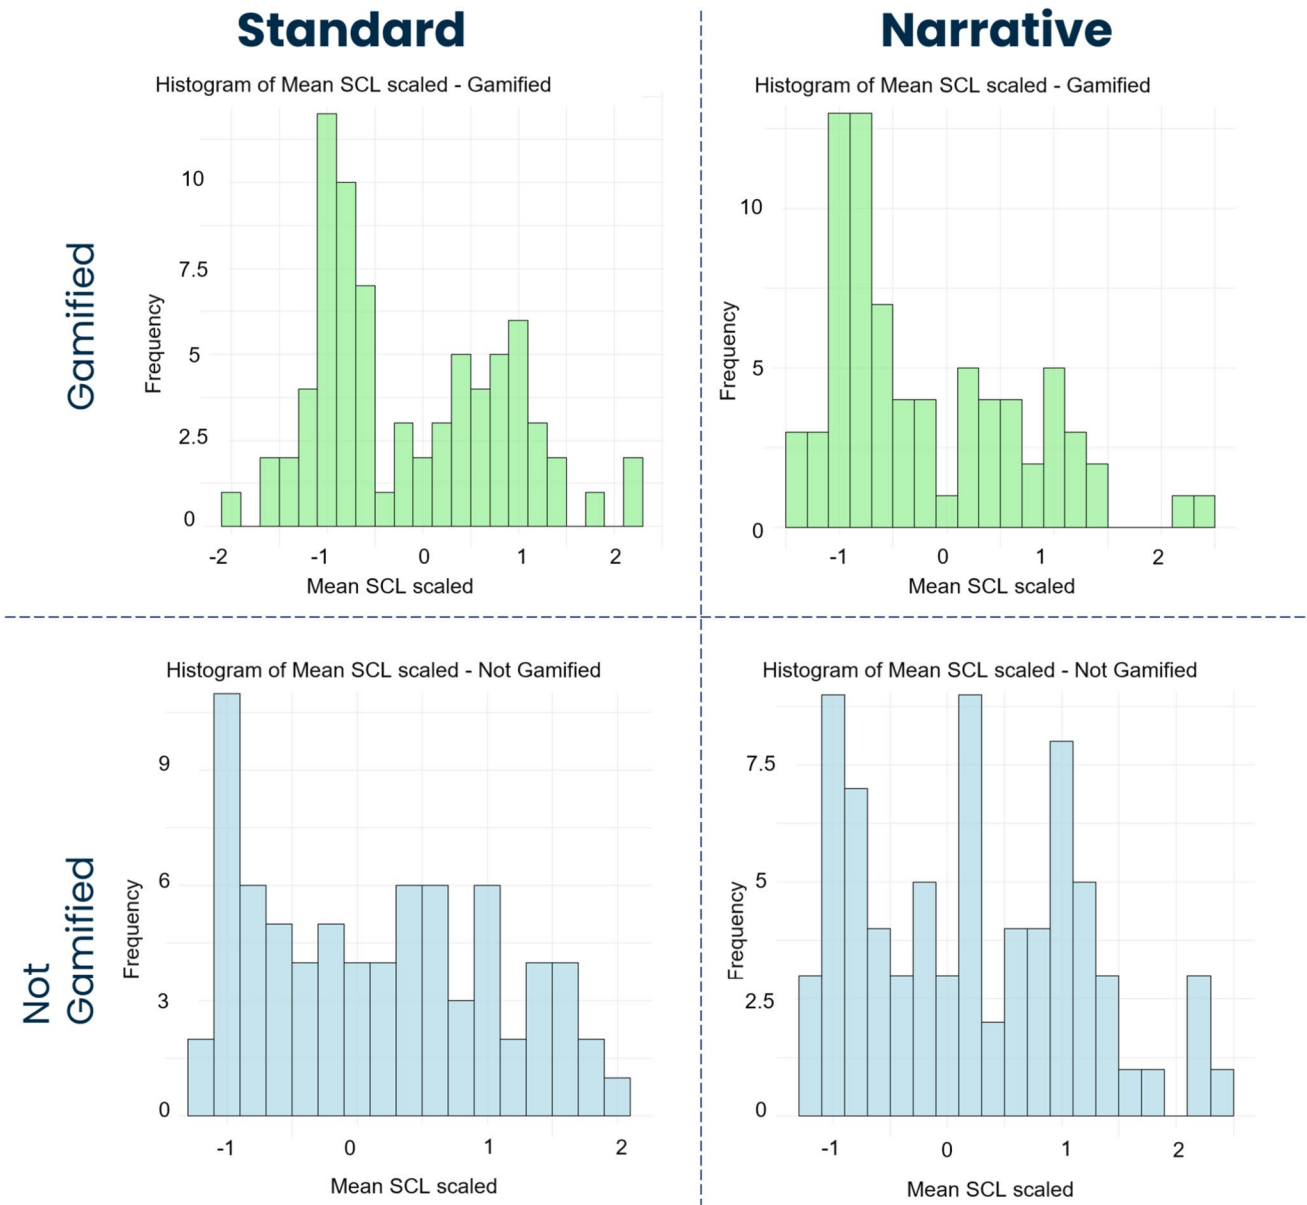 Standard
Narrative
Gamified
Histogram of Mean SCL scaled - Gamified
Frequency
10
7.5
5
2.5
0
-2 -1 0 1 2
Mean SCL scaled
Histogram of Mean SCL scaled - Gamified
Frequency
10
5
0
-1 0 1 2
Mean SCL scaled
Not
Gamified
Histogram of Mean SCL scaled - Not Gamified
Frequency
9
6
3
0
-1 0 1 2
Mean SCL scaled
Histogram of Mean SCL scaled - Not Gamified
Frequency
7.5
5
2.5
0
-1 0 1 2
Mean SCL scaled